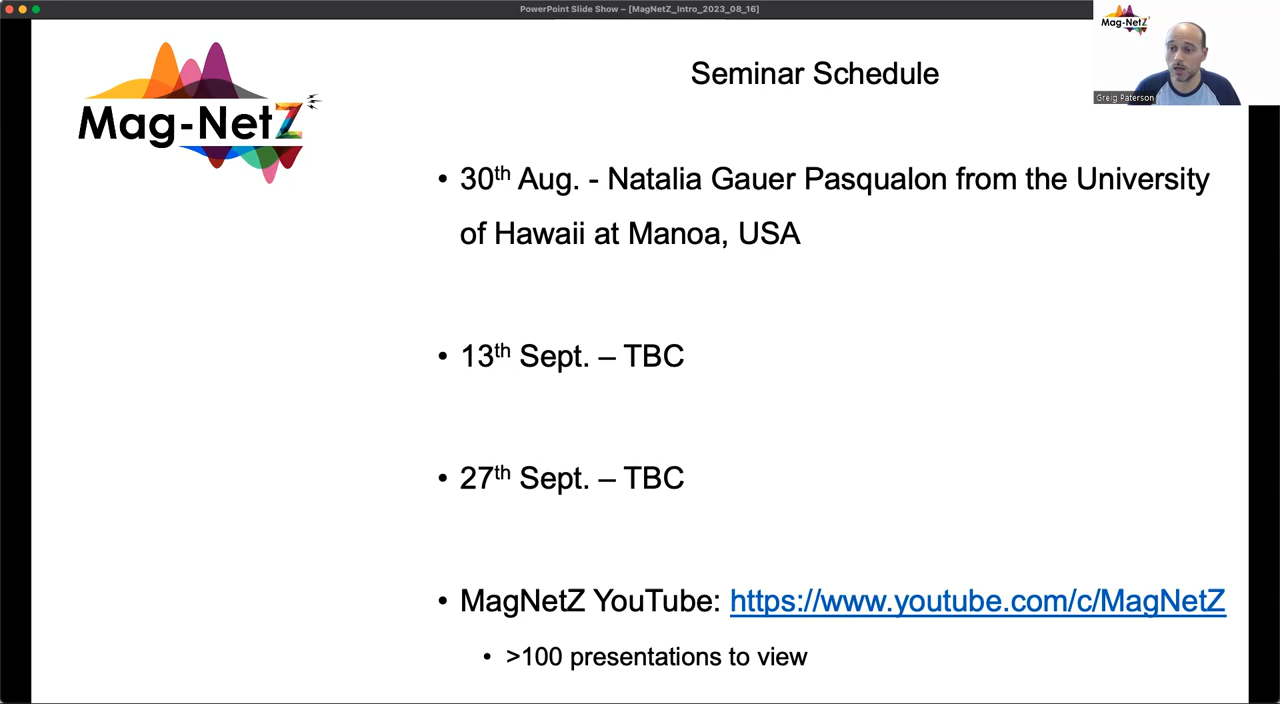 PowerPoint Slide Show ~ [MagNetZ_Intro_2023_08_16]
Mag-NetZ
Greig Paterson
Mag-NetZ
Seminar Schedule
• 30th Aug. - Natalia Gauer Pasqualon from the University
of Hawaii at Manoa, USA
• 13th Sept. – TBC
• 27th Sept. – TBC
• MagNetZ YouTube: https://www.youtube.com/c/MagNetZ
• >100 presentations to view